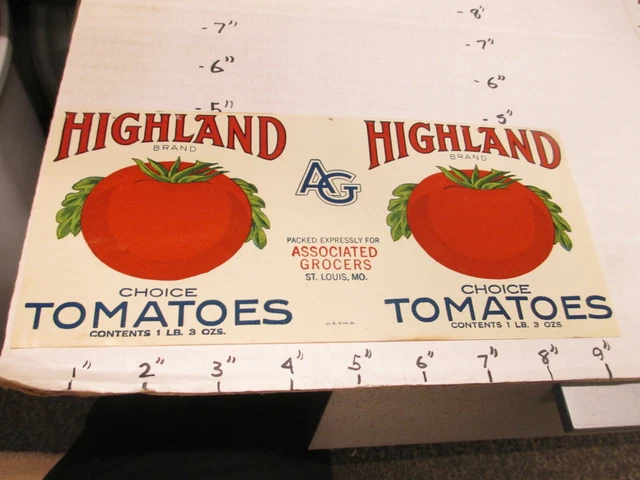 8"
7"
7"
6"
6"
5"
5"
HIGHLAND
BRAND
CHOICE
TOMATOES
CONTENTS 1 LB. 3 OZS.
AG
PACKED EXPRESSLY FOR
ASSOCIATED
GROCERS
ST. LOUIS, MO.
HIGHLAND
BRAND
CHOICE
TOMATOES
CONTENTS 1 LB. 3 OZS.
1" 2" 3" 4" 5" 6" 7" 8" 9"